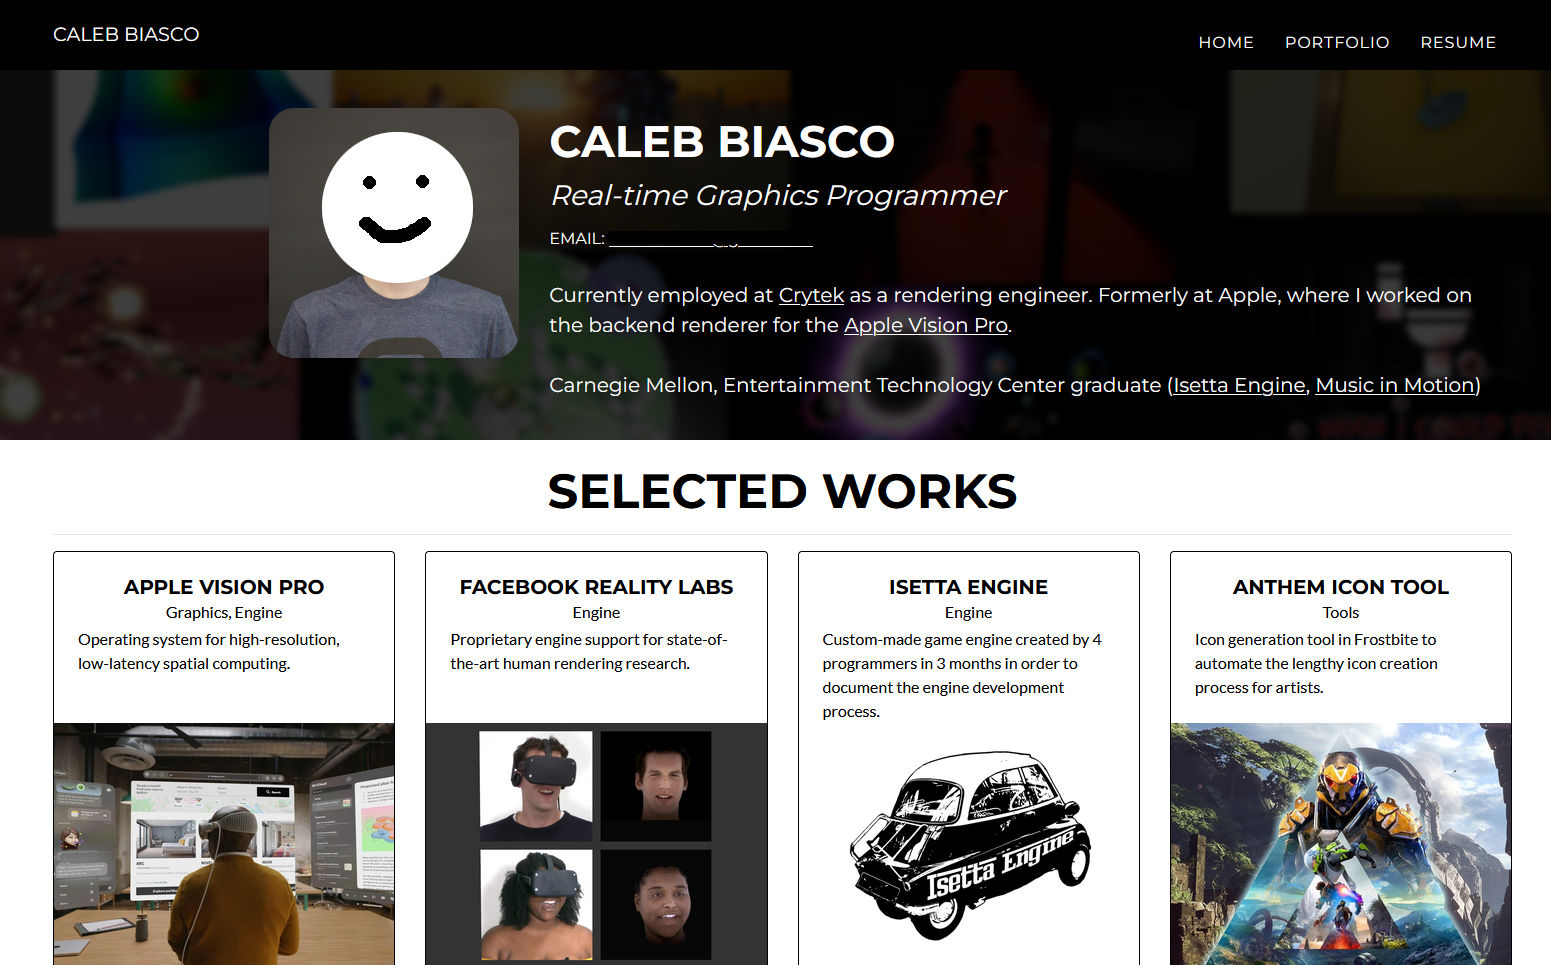 CALEB BIASCO
HOME PORTFOLIO RESUME
CALEB BIASCO
Real-time Graphics Programmer
EMAIL:
Currently employed at Crytek as a rendering engineer. Formerly at Apple, where I worked on
the backend renderer for the Apple Vision Pro.
Carnegie Mellon, Entertainment Technology Center graduate (Isetta Engine, Music in Motion)
SELECTED WORKS
APPLE VISION PRO
Graphics, Engine
Operating system for high-resolution,
low-latency spatial computing.
FACEBOOK REALITY LABS
Engine
Proprietary engine support for state-of-
the-art human rendering research.
ISETTA ENGINE
Engine
Custom-made game engine created by 4
programmers in 3 months in order to
document the engine development
process.
Isetta Engine
ANTHEM ICON TOOL
Tools
Icon generation tool in Frostbite to
automate the lengthy icon creation
process for artists.